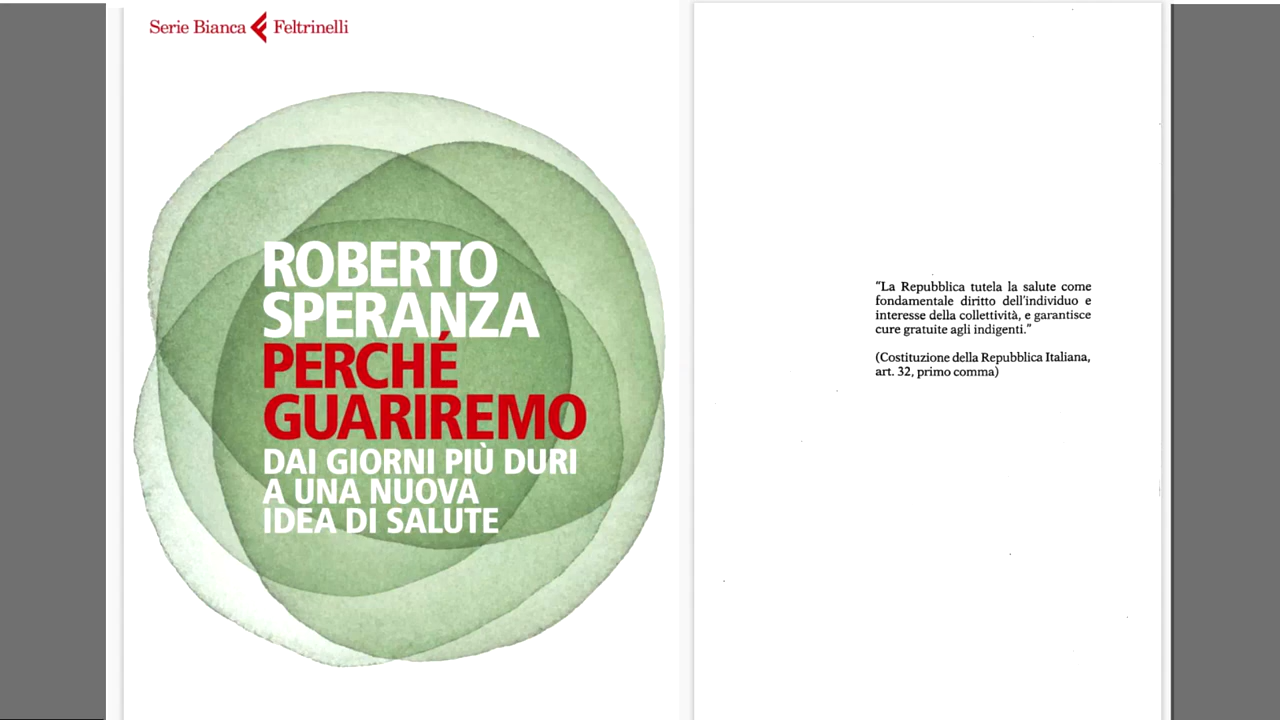 Serie Bianca Feltrinelli
ROBERTO
SPERANZA
PERCHÉ
GUARIREMO
DAI GIORNI PIÙ DURI
A UNA NUOVA
IDEA DI SALUTE
“La Repubblica tutela la salute come
fondamentale diritto dell’individuo e
interesse della collettività, e garantisce
cure gratuite agli indigenti.”
(Costituzione della Repubblica Italiana,
art. 32, primo comma)